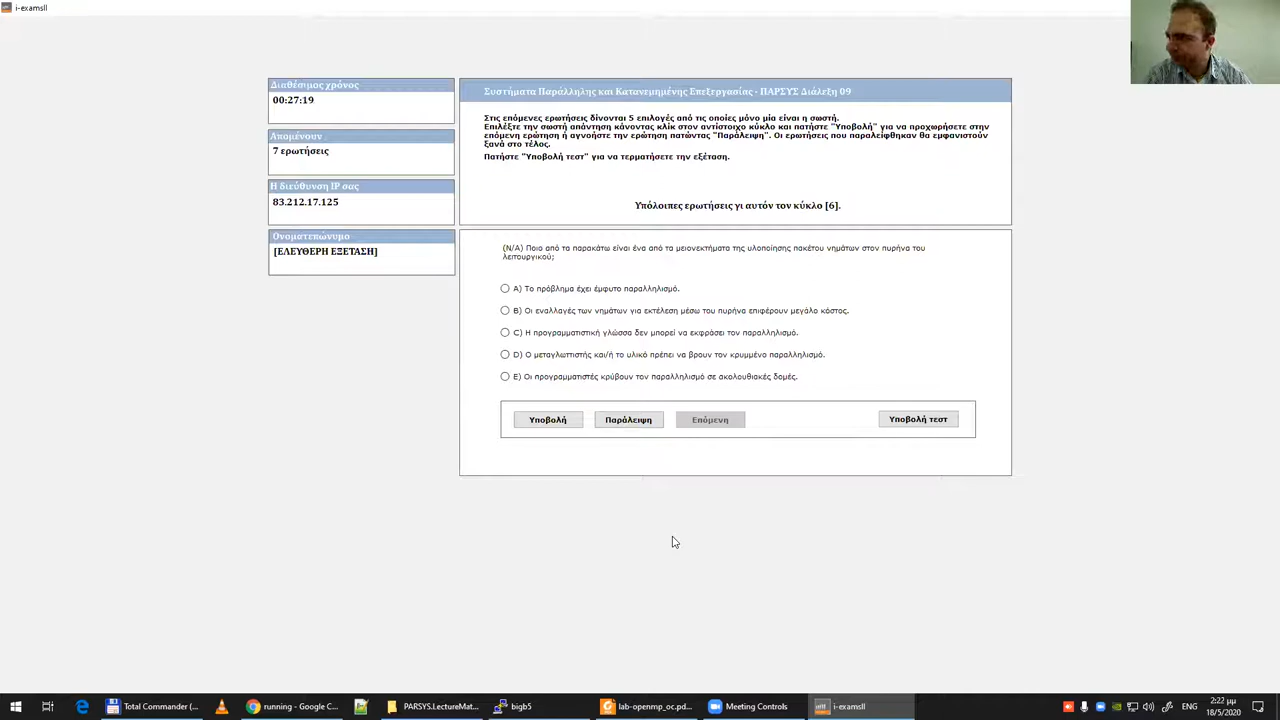 i-examsll
Διαθέσιμος χρόνος
00:27:19
Απομένουν
7 ερωτήσεις
Η διεύθυνση IP σας
83.212.17.125
Ονοματεπώνυμο
[ΕΛΕΥΘΕΡΗ ΕΞΕΤΑΣΗ]
Συστήματα Παράλληλης και Κατανεμημένης Επεξεργασίας - ΠΑΡΣΥΣ Διάλεξη 09
Στις επόμενες ερωτήσεις δίνονται 5 επιλογές από τις οποίες μόνο μία είναι η σωστή.
Επιλέξτε την σωστή απάντηση κάνοντας κλίκ στον αντίστοιχο κύκλο και πατήστε "Υποβολή" για να προχωρήσετε στην
επόμενη ερώτηση ή αγνοήστε την ερώτηση πατώντας "Παράλειψη". Οι ερωτήσεις που παραλείφθηκαν θα εμφανιστούν
ξανά στο τέλος.
Πατήστε "Υποβολή τεστ" για να τερματήσετε την εξέταση.
Υπόλοιπες ερωτήσεις γι αυτόν τον κύκλο [6].
(N/A) Ποιο από τα παρακάτω είναι ένα από τα μειονεκτήματα της υλοποίησης πακέτου νημάτων στον πυρήνα του
λειτουργικού;
A) Το πρόβλημα έχει έμφυτο παραλληλισμό.
B) Οι εναλλαγές των νημάτων για εκτέλεση μέσω του πυρήνα επιφέρουν μεγάλο κόστος.
C) Η προγραμματιστική γλώσσα δεν μπορεί να εκφράσει τον παραλληλισμό.
D) Ο μεταγλωττιστής και/ή το υλικό πρέπει να βρουν τον κρυμμένο παραλληλισμό.
E) Οι προγραμματιστές κρύβουν τον παραλληλισμό σε ακολουθιακές δομές.
Υποβολή Παράλειψη Επόμενη Υποβολή τεστ
Total Commander (... running - Google C... PARSYS.LectureMat... bigb5 lab-openmp_oc.pd... Meeting Controls i-examsll ENG 2:22 μμ
18/5/2020